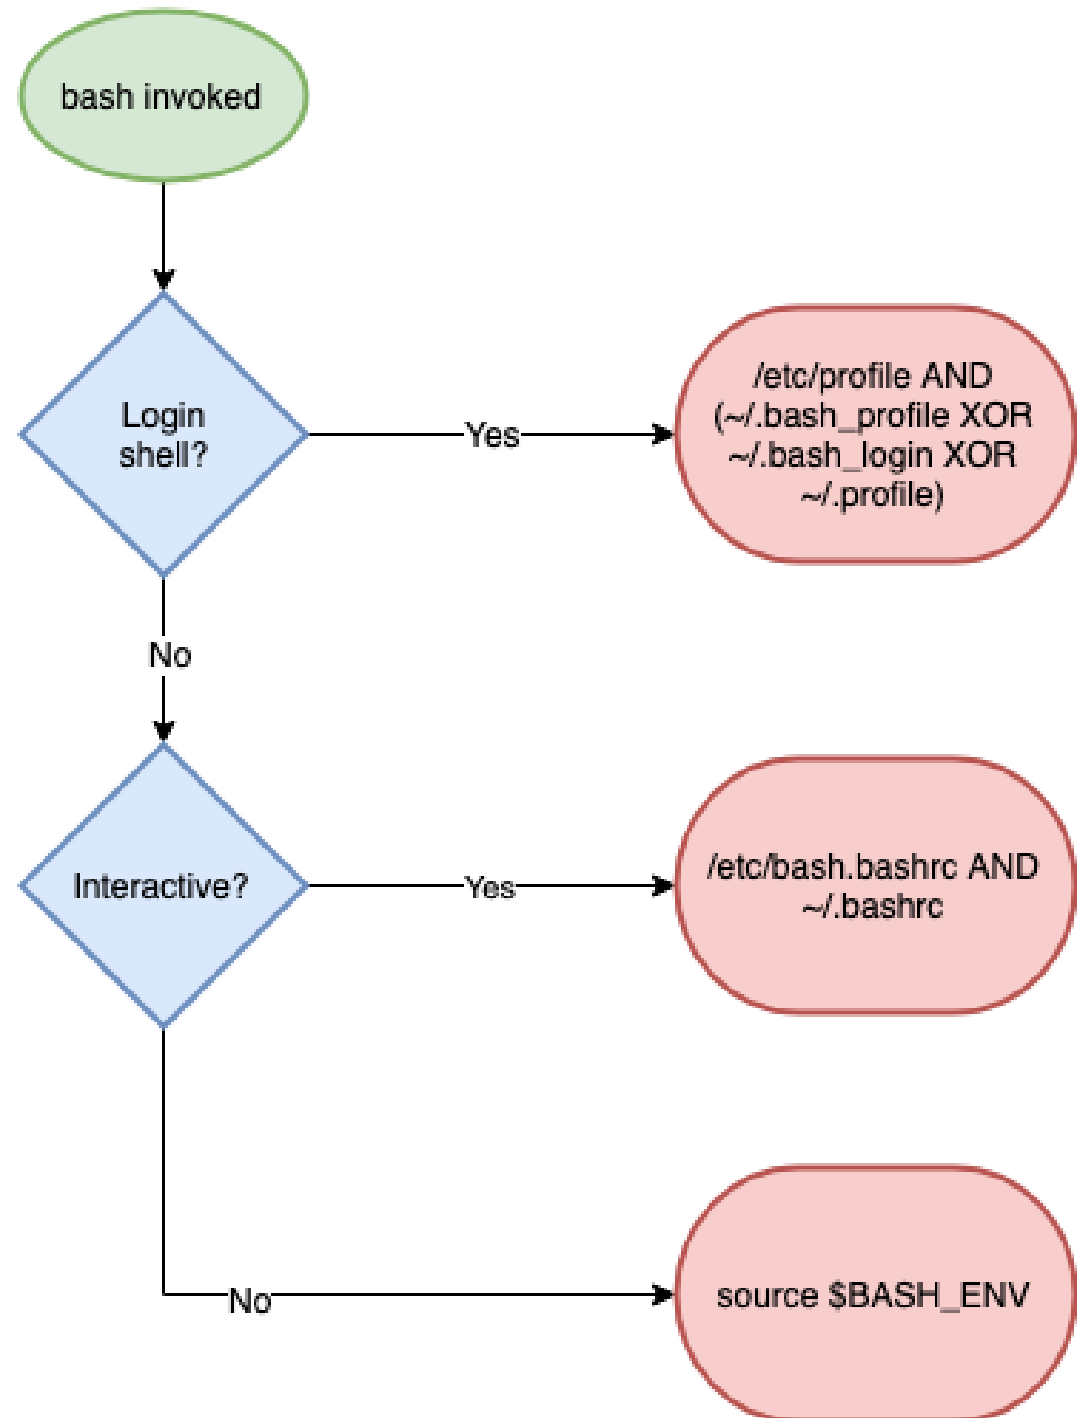 bash invoked
Login
shell?
Yes
/etc/profile AND
(~/.bash_profile XOR
~/.bash_login XOR
~/.profile)
No
Interactive?
Yes
/etc/bash.bashrc AND
~/.bashrc
No
source $BASH_ENV